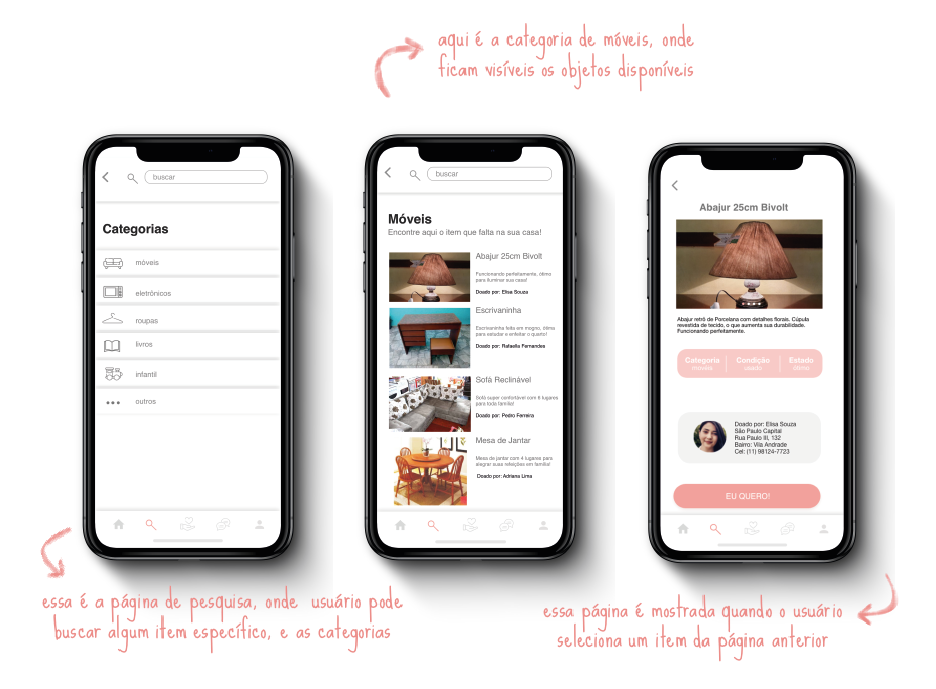 aqui é a categoria de móveis, onde
ficam visíveis os objetos disponíveis
buscar
Categorias
móveis
eletrônicos
roupas
livros
infantil
outros
buscar
Móveis
Encontre aqui o item que falta na sua casa!
Abajur 25cm Bivolt
Funcionando perfeitamente, ótimo
para iluminar sua casa!
Doado por: Elisa Souza
Escrivaninha
Escrivaninha feita em mogno, ótima
para estudar e enfeitar o quarto!
Doado por: Rafaella Fernandes
Sofá Reclinável
Sofá super confortável com 6 lugares
para toda família!
Doado por: Pedro Ferreira
Mesa de Jantar
Mesa de jantar com 4 lugares para
alegrar suas refeições em família!
Doado por: Adriana Lima
Abajur 25cm Bivolt
Abajur retrô de Porcelana com detalhes florais. Cúpula
revestida de tecido, o que aumenta sua durabilidade.
Funcionando perfeitamente.
Categoria Condição Estado
móveis usado ótimo
Doado por: Elisa Souza
São Paulo Capital
Rua Paulo III, 132
Bairro: Vila Andrade
Cel: (11) 98124-7723
EU QUERO!
essa é a página de pesquisa, onde usuário pode
buscar algum item específico, e as categorias
essa página é mostrada quando o usuário
seleciona um item da página anterior